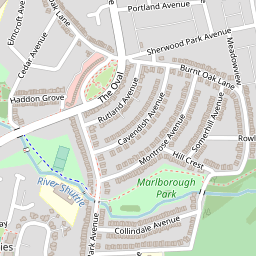 Portland Avenue
Oak Lane
Elmcroft Avenue
Cedar Avenue
Sherwood Park Avenue
Meadowview
Burnt Oak Lane
The Oval
Haddon Grove
Rutland Avenue
Cavendish Avenue
Montrose Avenue
Somerhill Avenue
Hill Crest
River Shuttle
Marlborough
Park
Collindale Avenue
Park Avenue